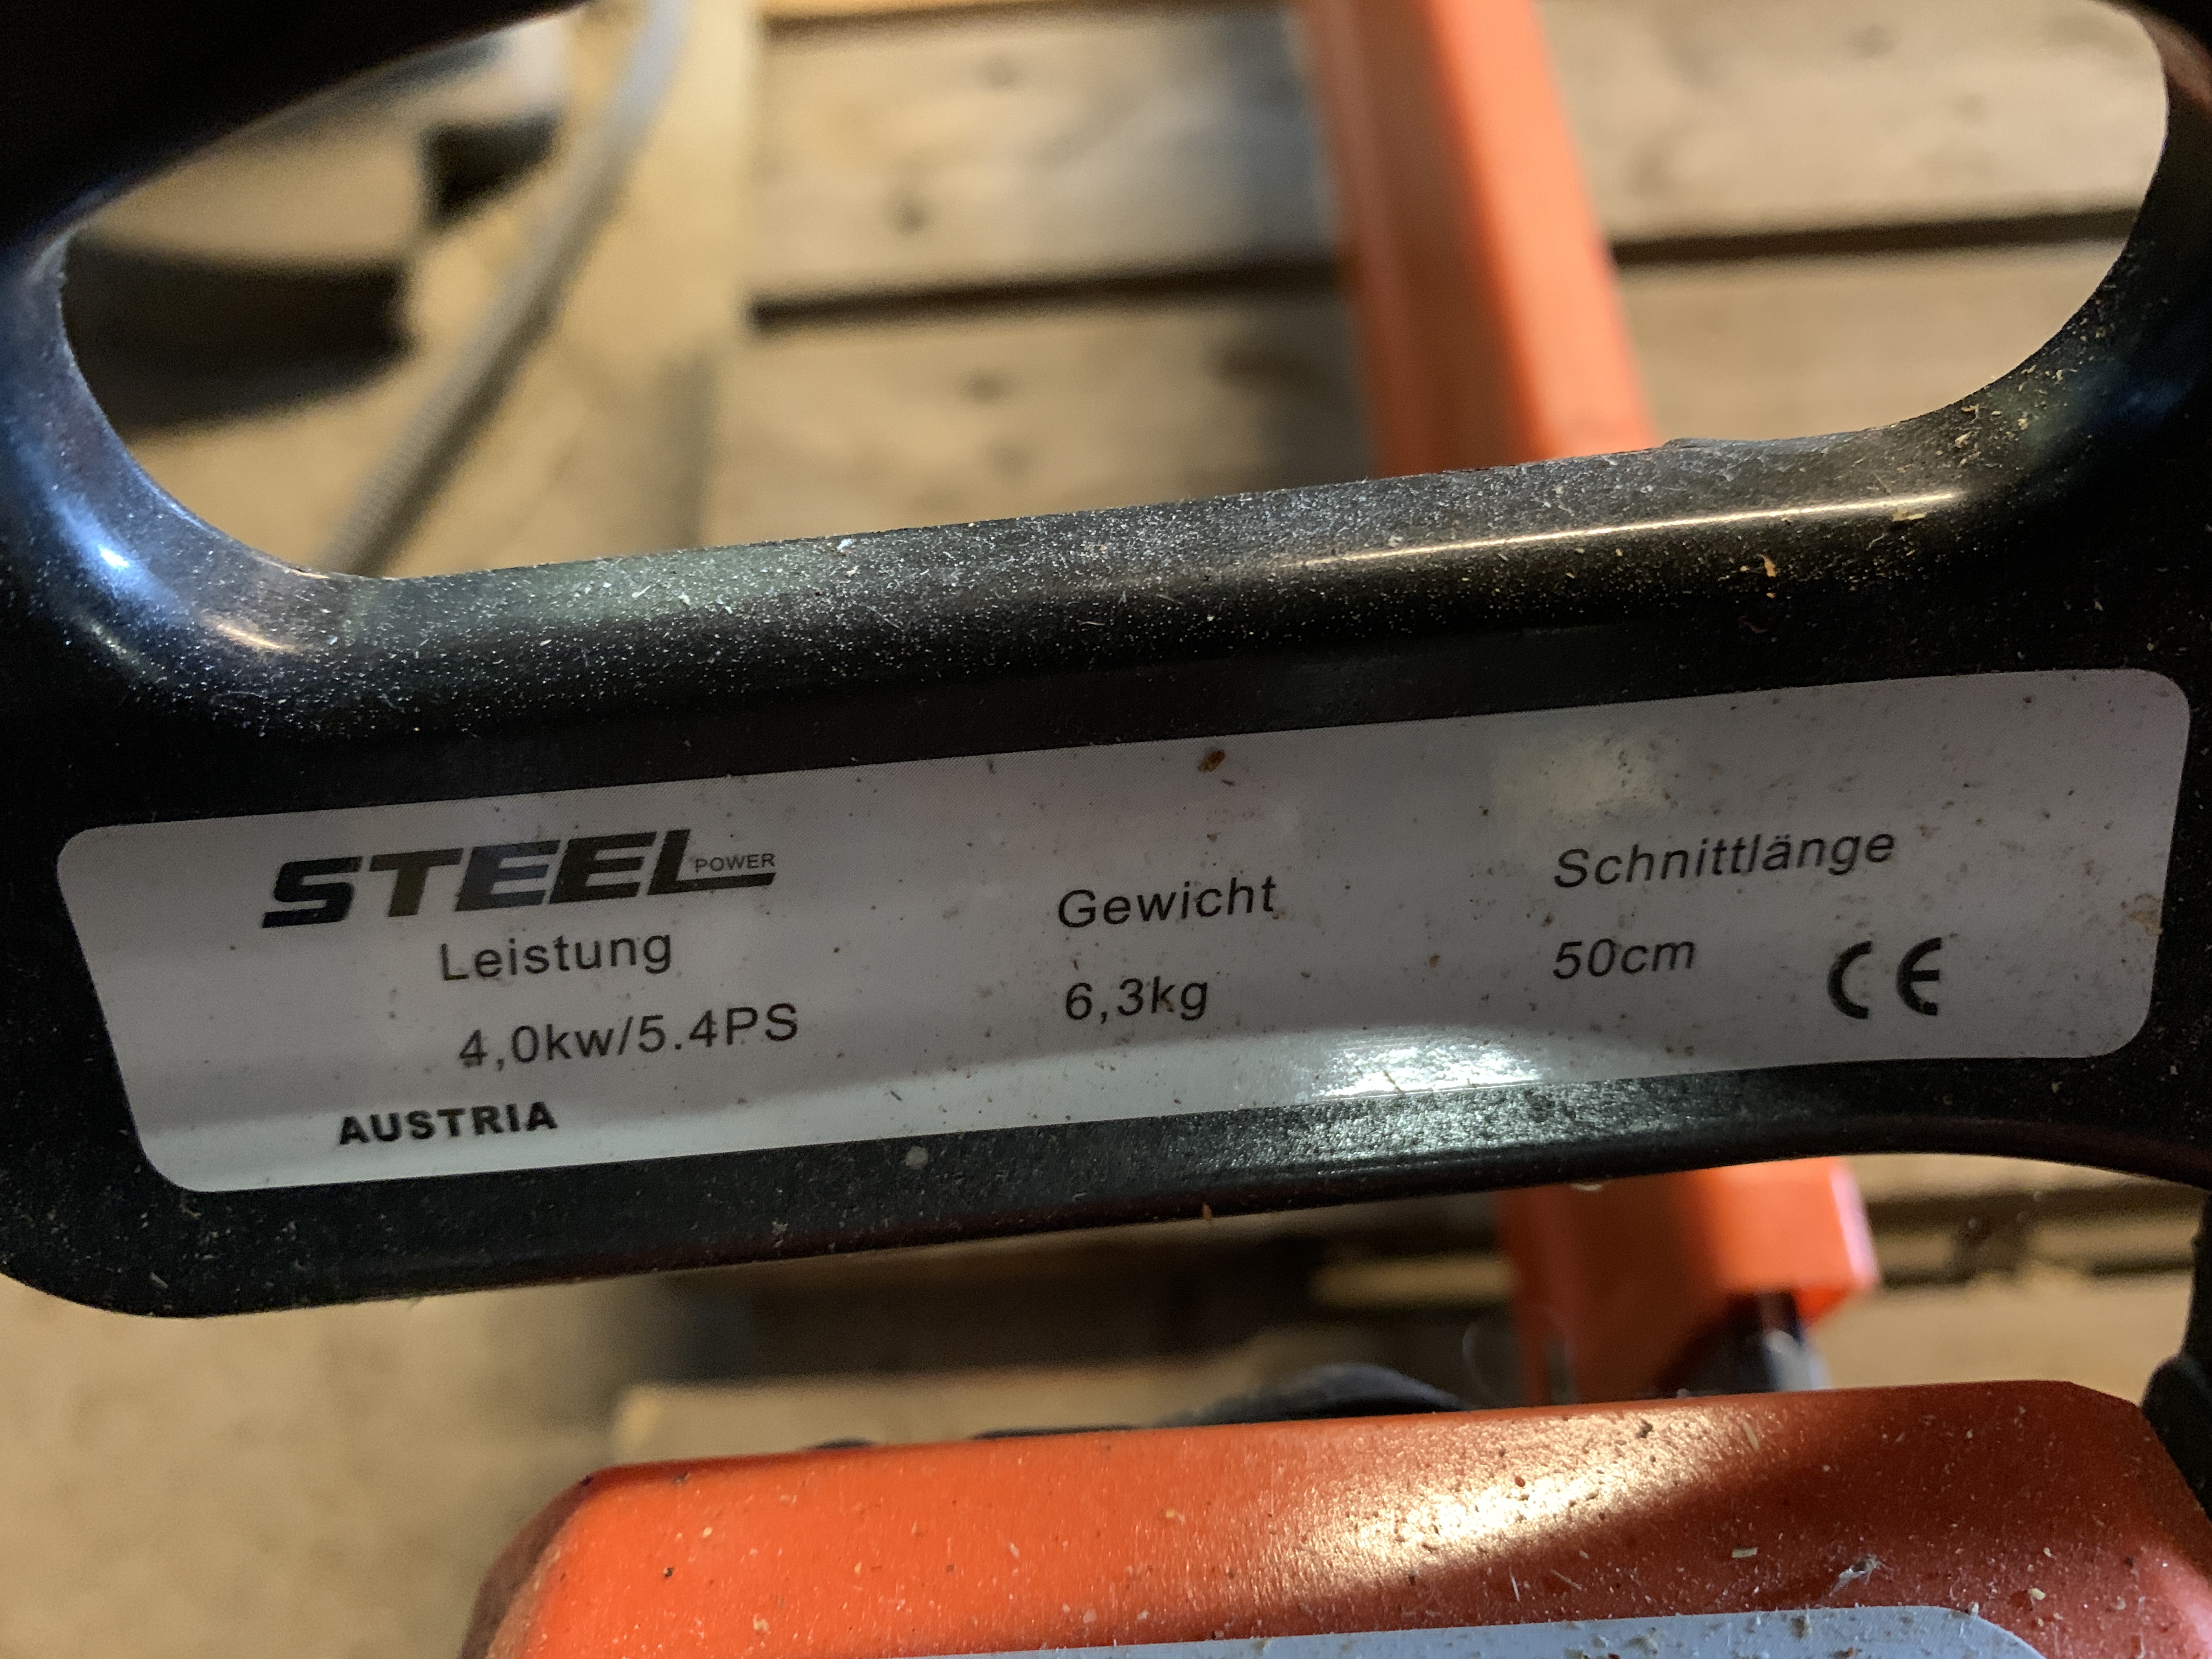 STEEL POWER
Leistung
4,0kw/5.4PS
AUSTRIA
Gewicht
6,3kg
Schnittlänge
50cm
CE